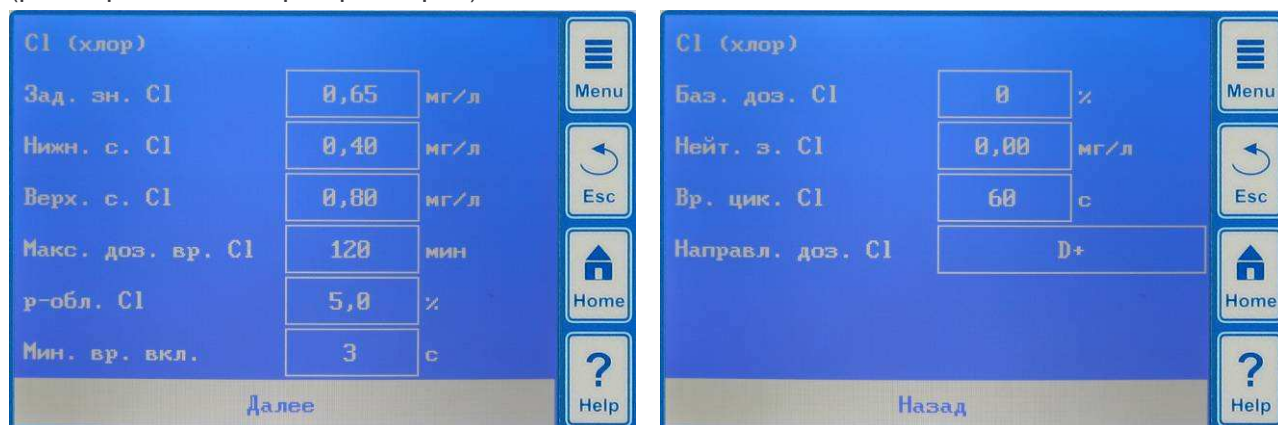 Cl (хлор)
Зад. зн. Cl 0,65 мг/л
Нижн. с. Cl 0,40 мг/л
Верх. с. Cl 0,80 мг/л
Макс. доз. вр. Cl 120 мин
р-обл. Cl 5,0 %
Мин. вр. вкл. 3 с
Далее
Menu
Esc
Home
?
Help
Cl (хлор)
Баз. доз. Cl 0 %
Нейт. з. Cl 0,00 мг/л
Вр. цик. Cl 60 с
Направл. доз. Cl D+
Назад
Menu
Esc
Home
?
Help